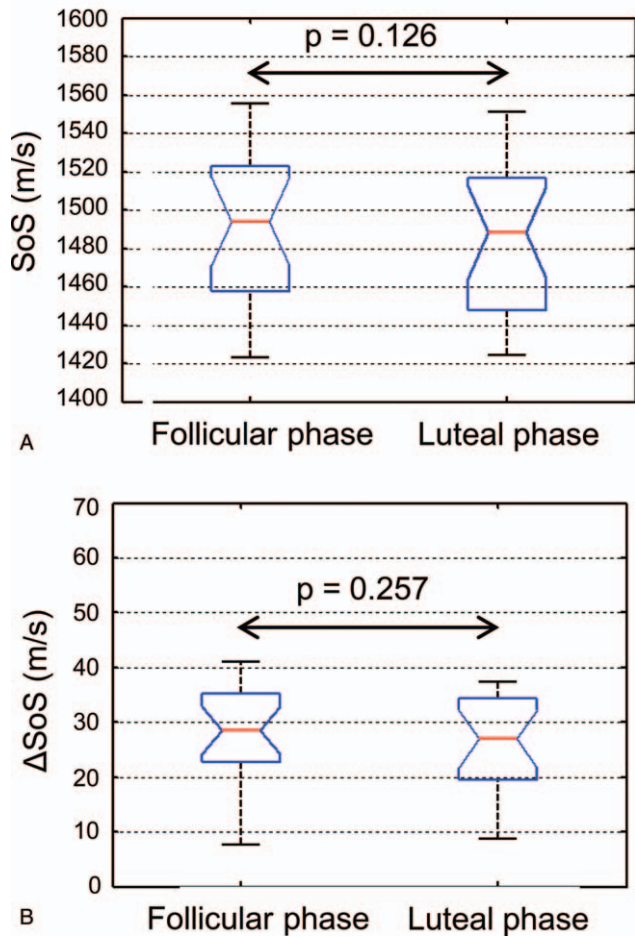 1600
1580
1560
1540
1520
1500
1480
1460
1440
1420
1400
SoS (m/s)
p = 0.126
Follicular phase Luteal phase
A
70
60
50
40
30
20
10
0
ΔSoS (m/s)
p = 0.257
Follicular phase Luteal phase
B